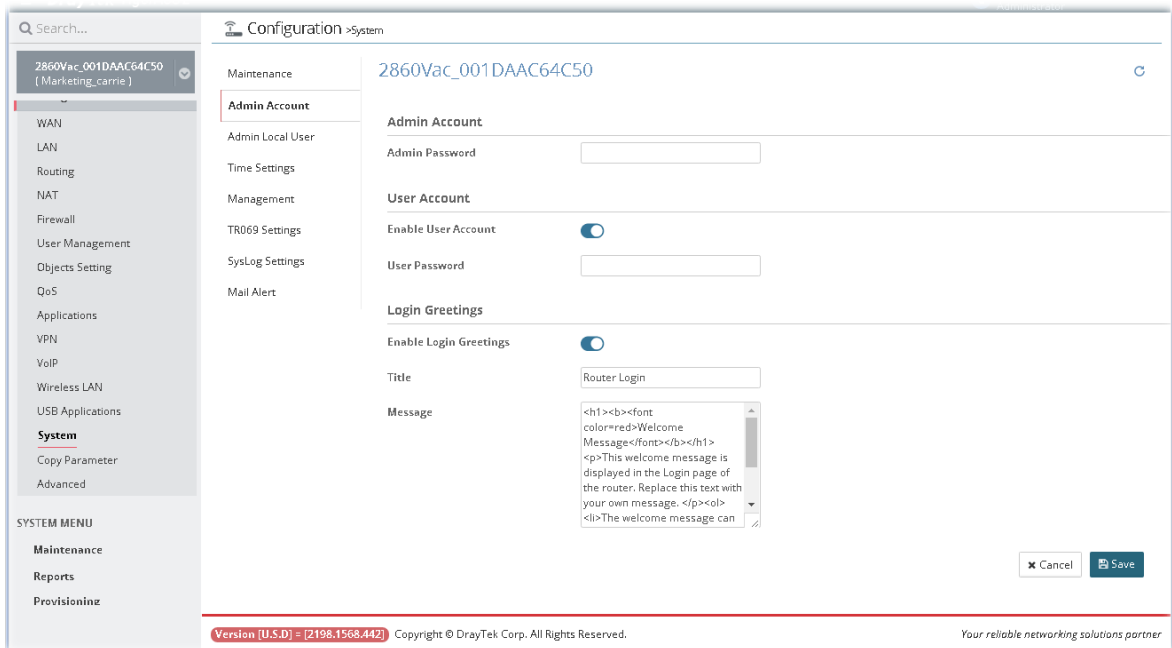 Search...
Configuration >System
2860Vac_001DAAC64C50
( Marketing_carrie )
WAN
LAN
Routing
NAT
Firewall
User Management
Objects Setting
QoS
Applications
VPN
VoIP
Wireless LAN
USB Applications
System
Copy Parameter
Advanced
SYSTEM MENU
Maintenance
Reports
Provisioning
Maintenance
Admin Account
Admin Local User
Time Settings
Management
TR069 Settings
SysLog Settings
Mail Alert
2860Vac_001DAAC64C50
Admin Account
Admin Password
User Account
Enable User Account
User Password
Login Greetings
Enable Login Greetings
Title
Router Login
Message
<h1><b><font
color=red>Welcome
Message</font></b></h1>
<p>This welcome message is
displayed in the Login page of
the router. Replace this text with
your own message. </p><ol>
<li>The welcome message can
Cancel
Save
Version [U.S.D] = [2198.1568.442] Copyright © DrayTek Corp. All Rights Reserved.
Your reliable networking solutions partner